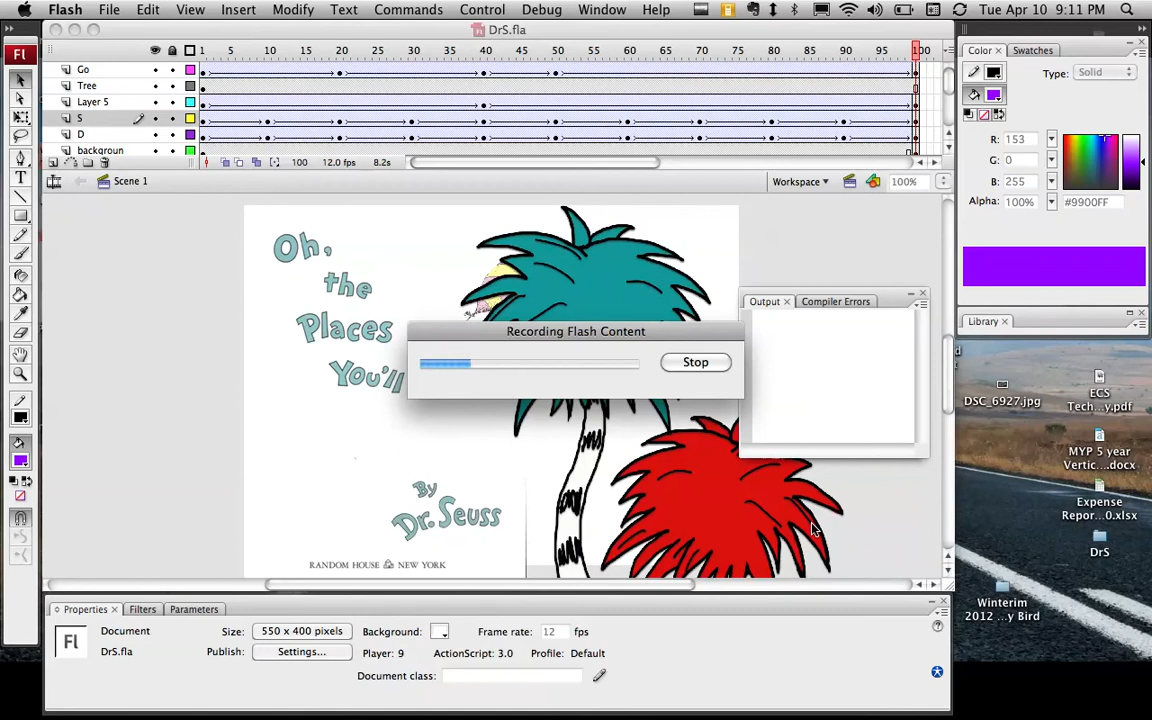 Flash File Edit View Insert Modify Text Commands Control Debug Window Help Tue Apr 10 9:11 PM
DrS.fla
1 5 10 15 20 25 30 35 40 45 50 55 60 65 70 75 80 85 90 95 100
Go
Tree
Layer 5
S
D
backgroun
100 12.0 fps 8.2s
Scene 1
Workspace
100%
Color Swatches
Type: Solid
R: 153
G: 0
B: 255
Alpha: 100% #9900FF
Library
Output Compiler Errors
Oh,
the
Places
You'll
By
Dr. Seuss
RANDOM HOUSE NEW YORK
Recording Flash Content
Stop
DSC_6927.jpg
ECS
Tech...y.pdf
MYP 5 year
Vertic....docx
Expense
Repor...0.xlsx
DrS
Winterim
2012 ...y Bird
Properties Filters Parameters
Fl
Fl
Document
DrS.fla
Size: 550 x 400 pixels Background: Frame rate: 12 fps
Publish: Settings... Player: 9 ActionScript: 3.0 Profile: Default
Document class: